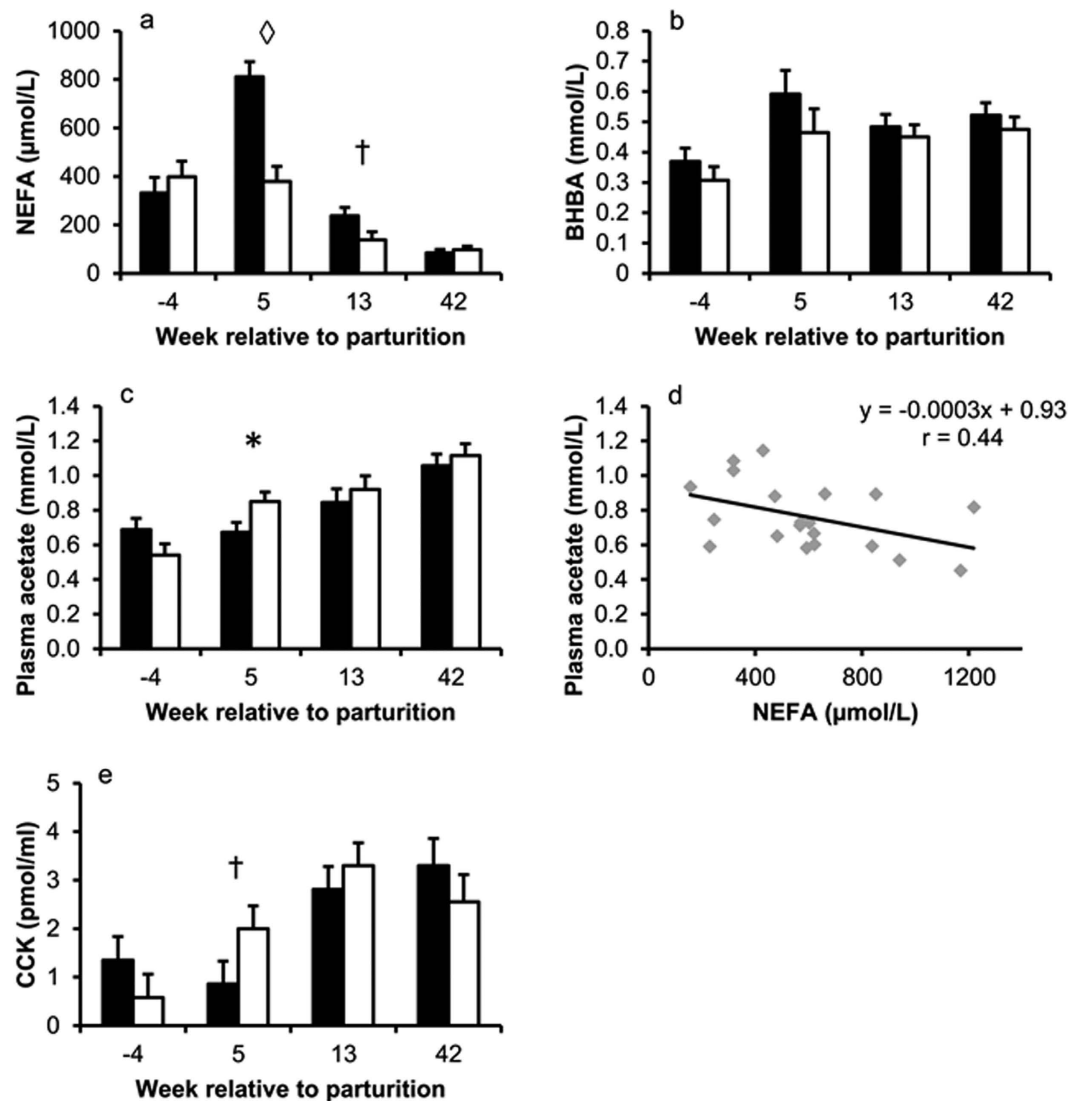 a
◊
†
NEFA (µmol/L)
1000
800
600
400
200
0
-4 5 13 42
Week relative to parturition
b
BHBA (mmol/L)
0.8
0.7
0.6
0.5
0.4
0.3
0.2
0.1
0
-4 5 13 42
Week relative to parturition
c
*
Plasma acetate (mmol/L)
1.4
1.2
1.0
0.8
0.6
0.4
0.2
0.0
-4 5 13 42
Week relative to parturition
d
y = -0.0003x + 0.93
r = 0.44
Plasma acetate (mmol/L)
1.4
1.2
1.0
0.8
0.6
0.4
0.2
0.0
0 400 800 1200
NEFA (µmol/L)
e
†
CCK (pmol/ml)
5
4
3
2
1
0
-4 5 13 42
Week relative to parturition